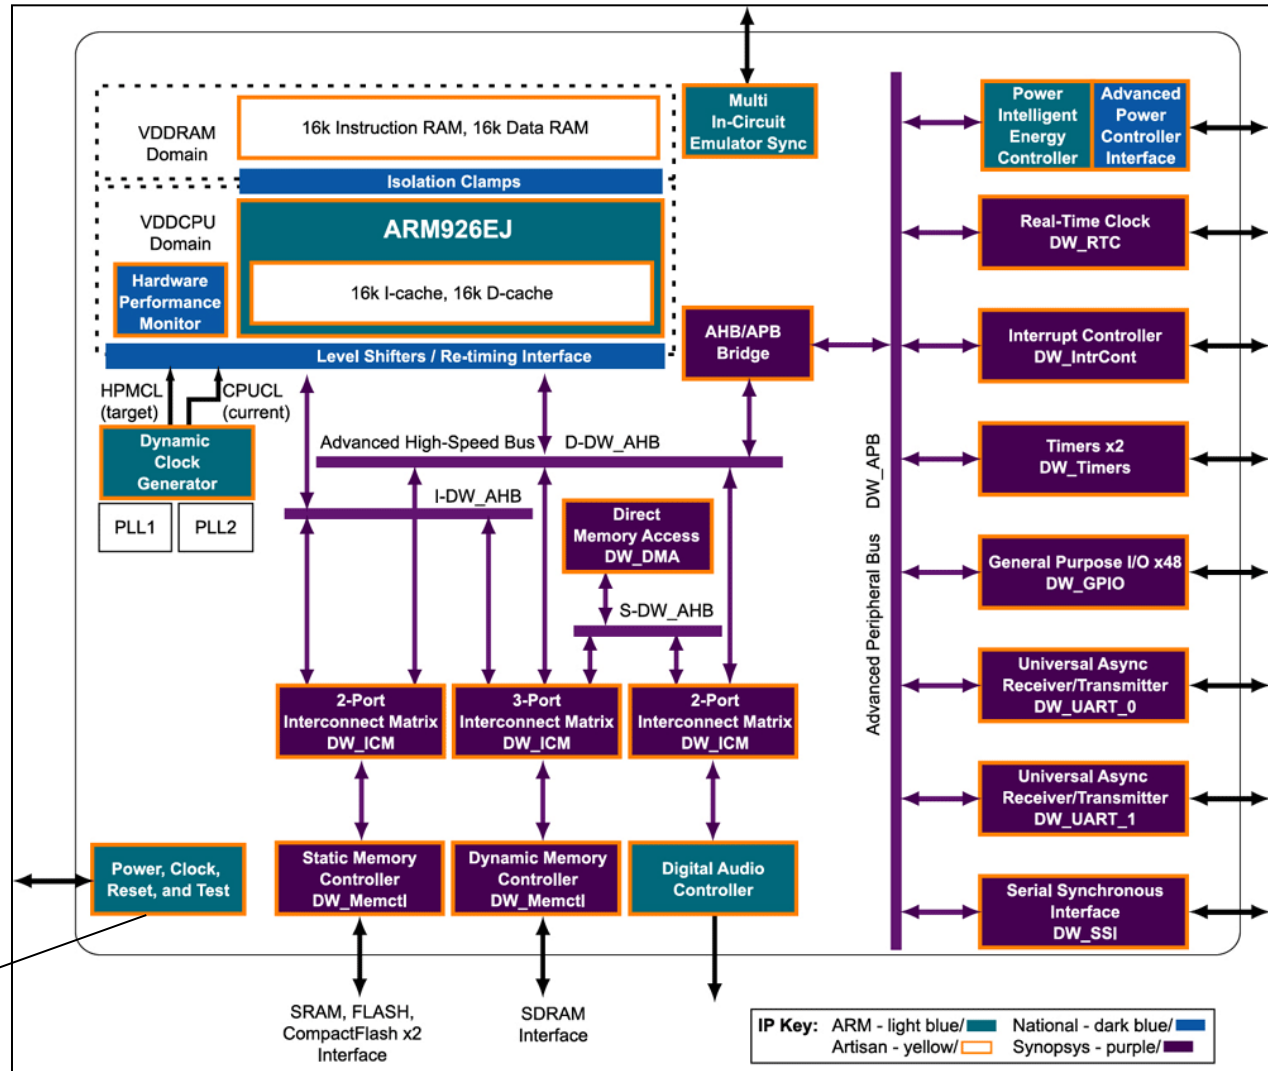 Multi
In-Circuit
Emulator Sync
Power
Intelligent
Energy
Controller
Advanced
Power
Controller
Interface
VDDRAM
Domain
16k Instruction RAM, 16k Data RAM
Isolation Clamps
VDDCPU
Domain
ARM926EJ
16k I-cache, 16k D-cache
Hardware
Performance
Monitor
Level Shifters / Re-timing Interface
AHB/APB
Bridge
Real-Time Clock
DW_RTC
Interrupt Controller
DW_IntrCont
HPMCL
(target)
CPUCL
(current)
Dynamic
Clock
Generator
PLL1
PLL2
Advanced High-Speed Bus
D-DW_AHB
I-DW_AHB
Direct
Memory Access
DW_DMA
S-DW_AHB
Advanced Peripheral Bus DW_APB
Timers x2
DW_Timers
General Purpose I/O x48
DW_GPIO
2-Port
Interconnect Matrix
DW_ICM
3-Port
Interconnect Matrix
DW_ICM
2-Port
Interconnect Matrix
DW_ICM
Universal Async
Receiver/Transmitter
DW_UART_0
Universal Async
Receiver/Transmitter
DW_UART_1
Power, Clock,
Reset, and Test
Static Memory
Controller
DW_Memctl
Dynamic Memory
Controller
DW_Memctl
Digital Audio
Controller
Serial Synchronous
Interface
DW_SSI
SRAM, FLASH,
CompactFlash x2
Interface
SDRAM
Interface
IP Key: ARM - light blue/ National - dark blue/
Artisan - yellow/ Synopsys - purple/